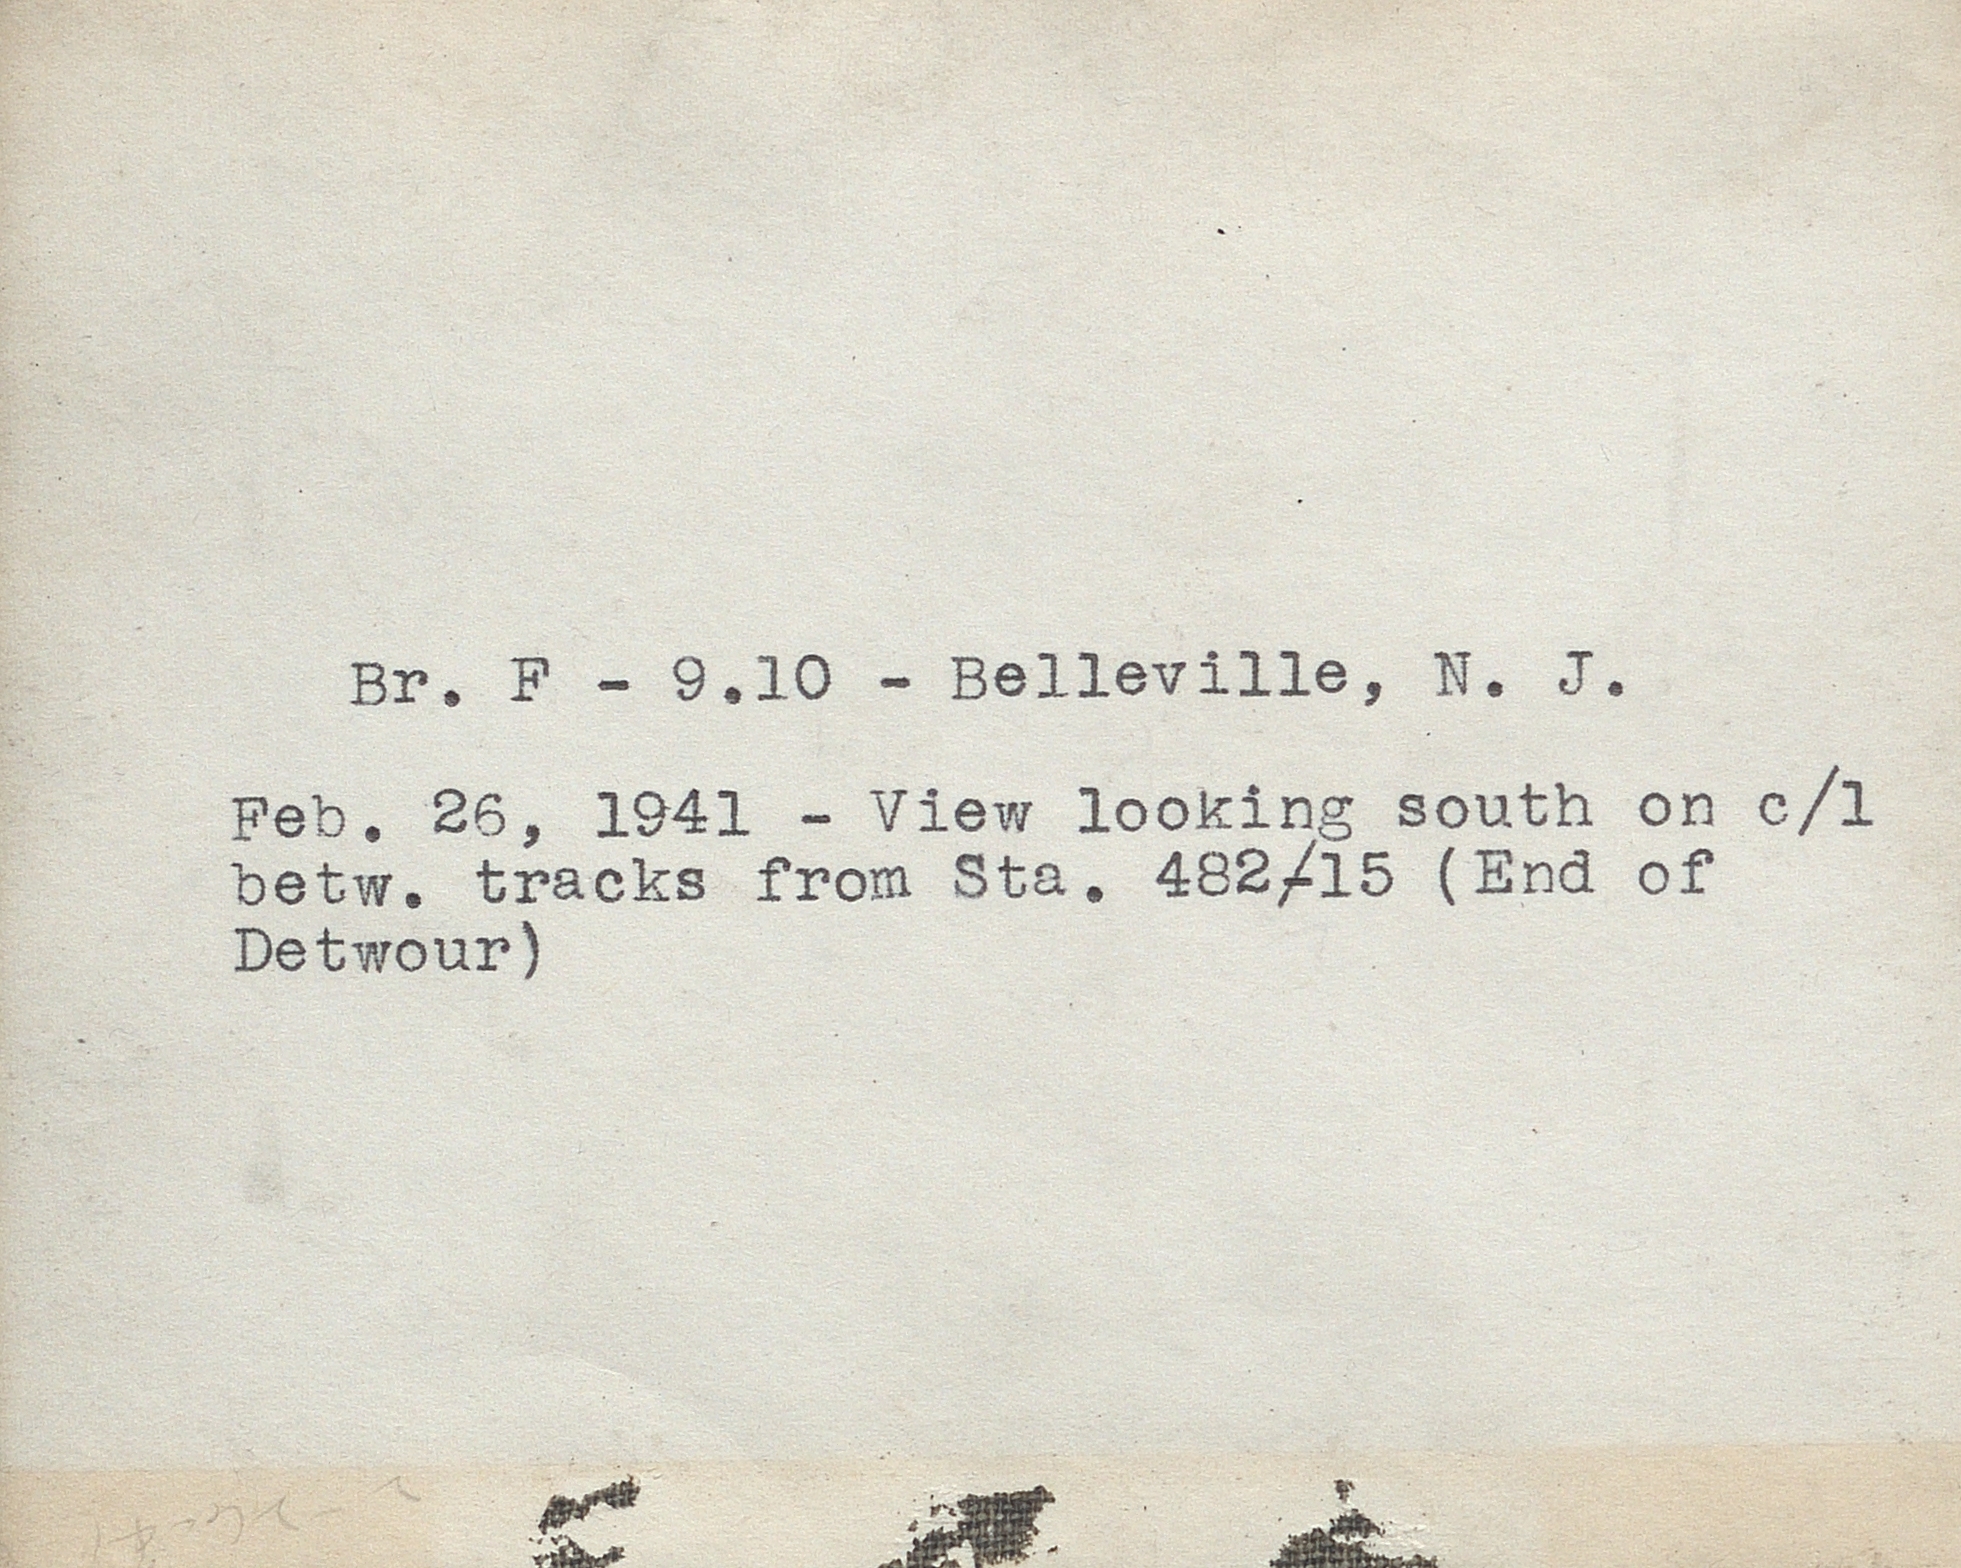 Br. F - 9.10 - Belleville, N. J.
Feb. 26, 1941 - View looking south on c/l
betw. tracks from Sta. 482+15 (End of
Detwour)